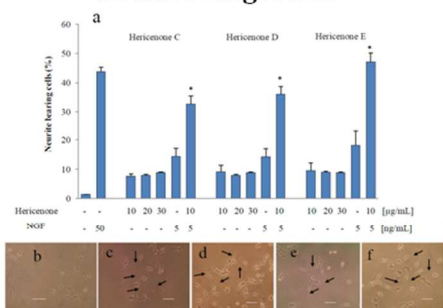 a
60
50
40
30
20
10
0
Neurite bearing cells (%)
Hericenone C Hericenone D Hericenone E
* * *
Hericenone - - 10 20 30 - 10 10 20 30 - 10 10 20 30 - 10 [µg/mL]
NGF - 50 - - - 5 5 - - - 5 5 - - - 5 5 [ng/mL]
b c d e f